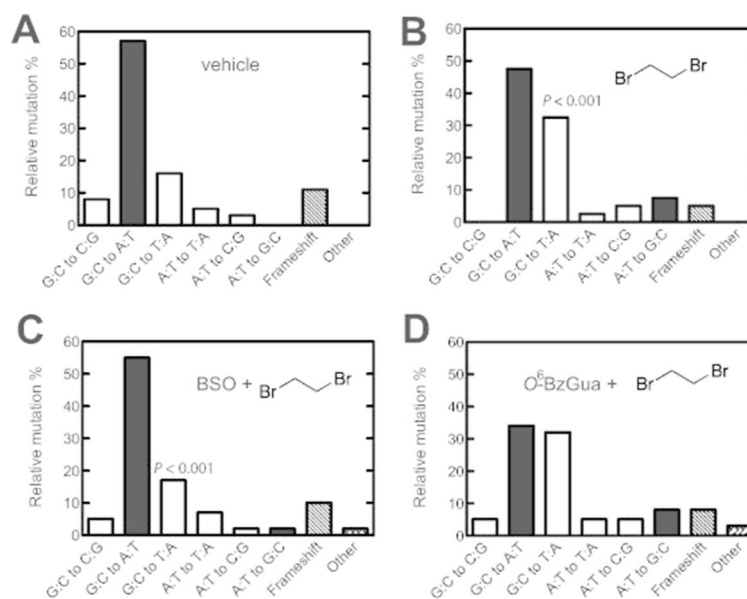 A
Relative mutation %
60
50
40
30
20
10
0
vehicle
G:C to C:G
G:C to A:T
G:C to T:A
A:T to T:A
A:T to C:G
A:T to G:C
Frameshift
Other
B
Relative mutation %
60
50
40
30
20
10
0
Br
Br
P < 0.001
G:C to C:G
G:C to A:T
G:C to T:A
A:T to T:A
A:T to C:G
A:T to G:C
Frameshift
Other
C
Relative mutation %
60
50
40
30
20
10
0
BSO + Br
Br
P < 0.001
G:C to C:G
G:C to A:T
G:C to T:A
A:T to T:A
A:T to C:G
A:T to G:C
Frameshift
Other
D
Relative mutation %
60
50
40
30
20
10
0
O⁶-BzGua + Br
Br
G:C to C:G
G:C to A:T
G:C to T:A
A:T to T:A
A:T to C:G
A:T to G:C
Frameshift
Other